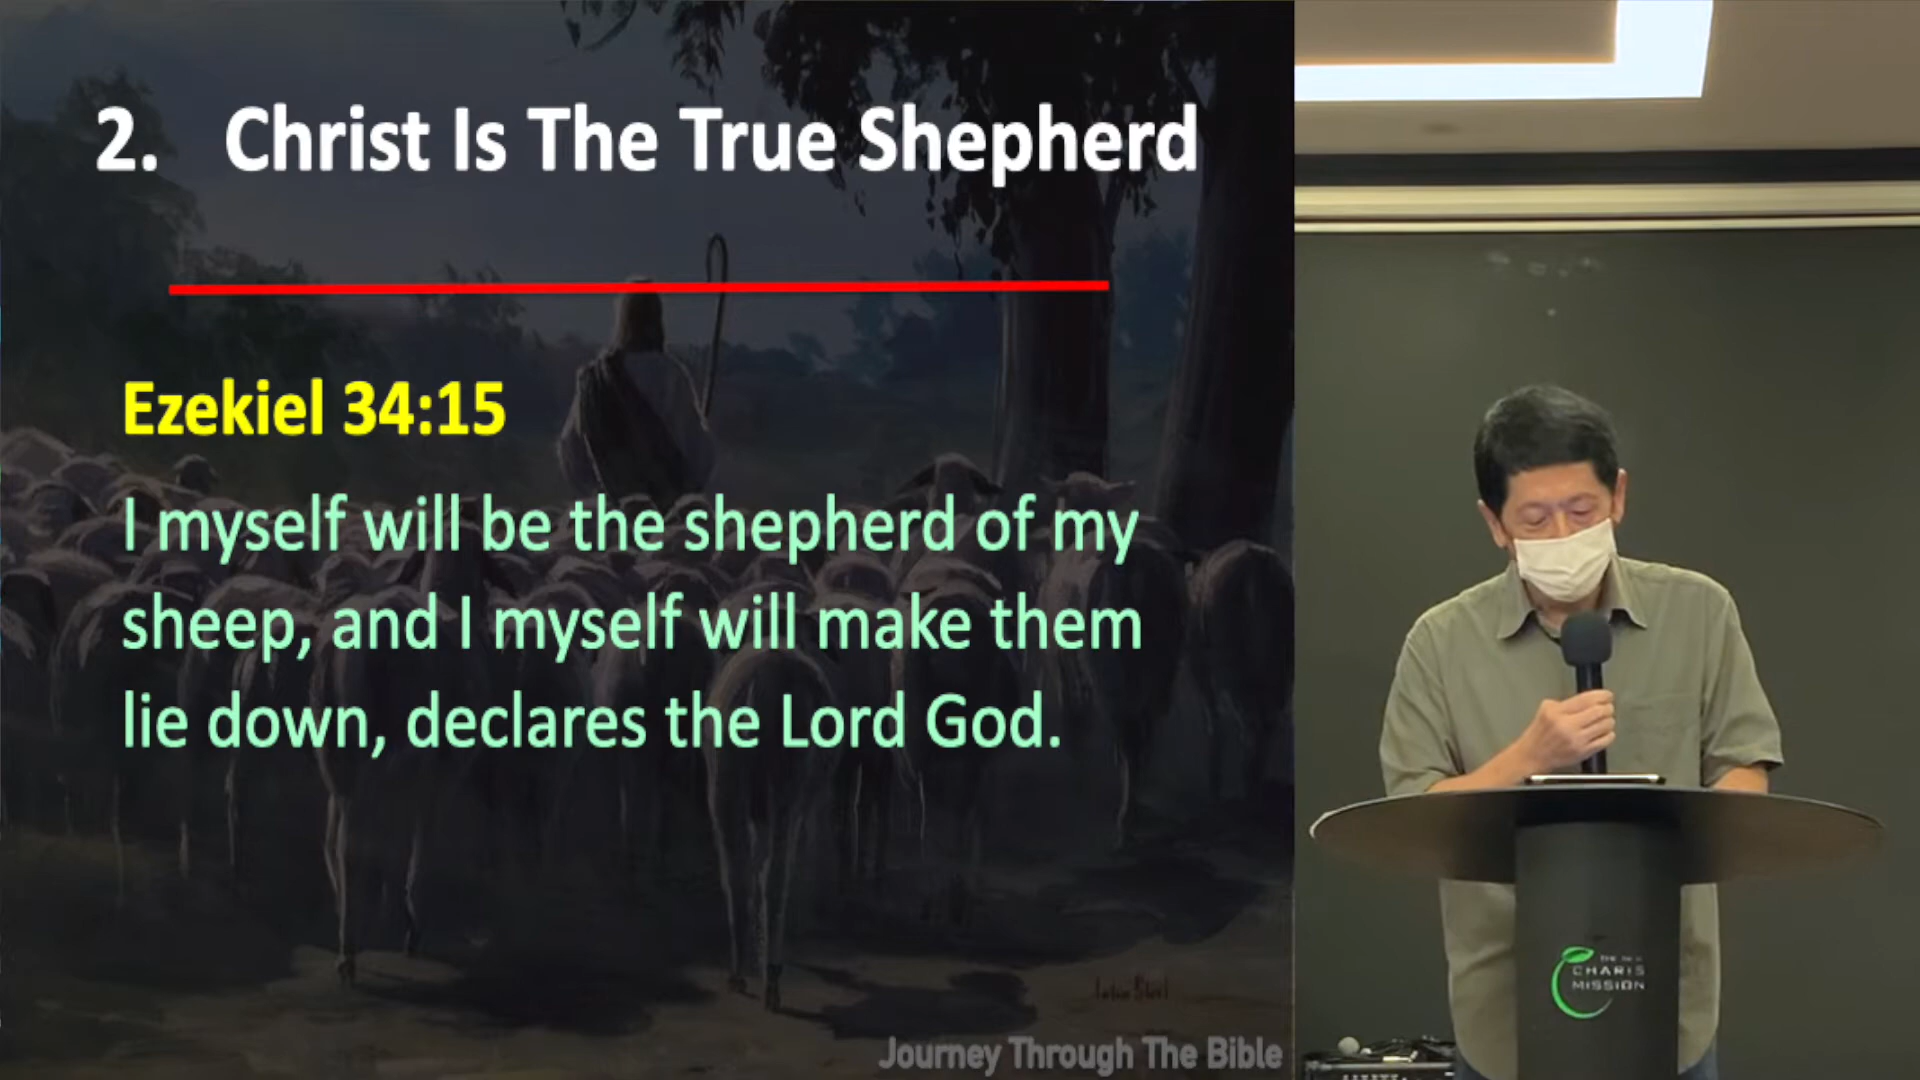 2. Christ Is The True Shepherd
Ezekiel 34:15
I myself will be the shepherd of my
sheep, and I myself will make them
lie down, declares the Lord God.
Journey Through The Bible
CHARIS
MISSION